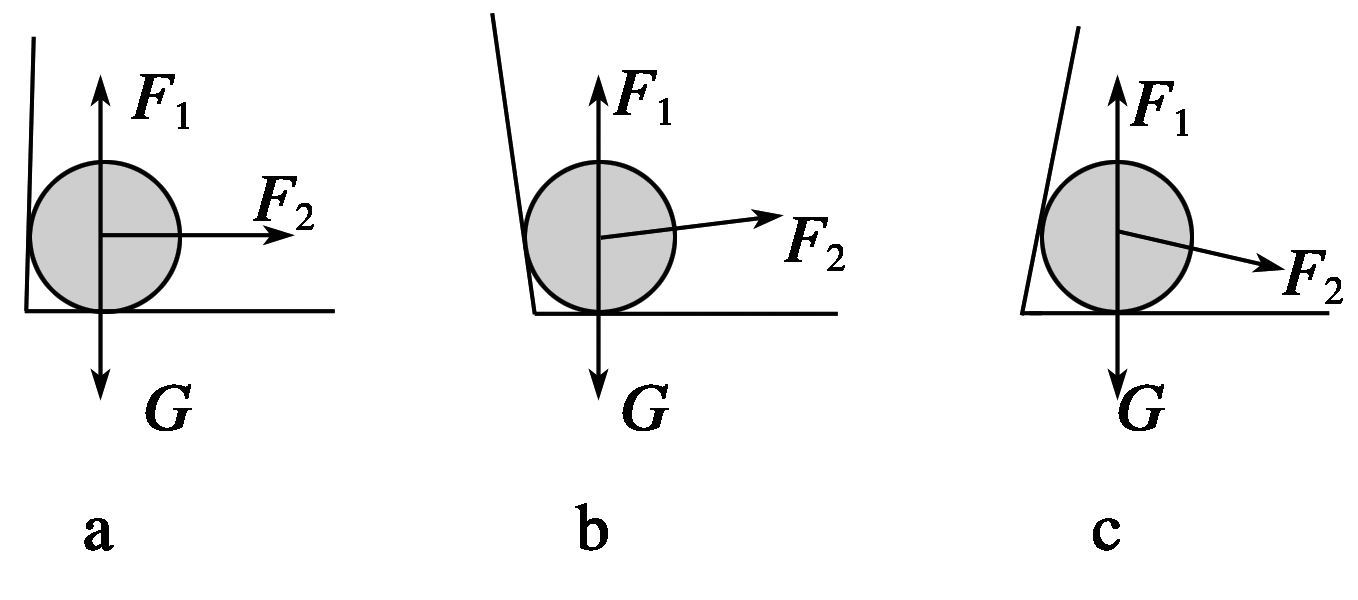 F₁ F₁ F₁
F₂ F₂ F₂
G G G
a b c